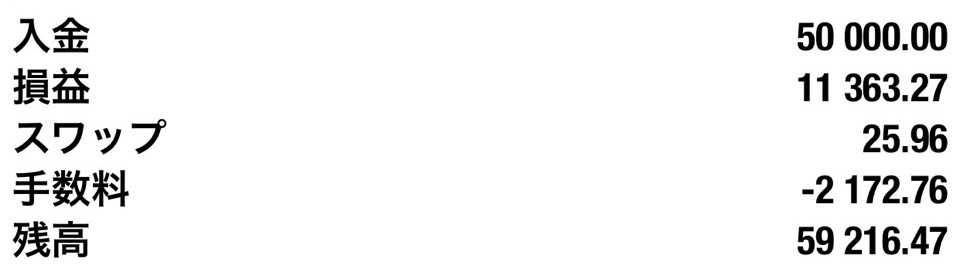 入金 50 000.00
損益 11 363.27
スワップ 25.96
手数料 -2 172.76
残高 59 216.47